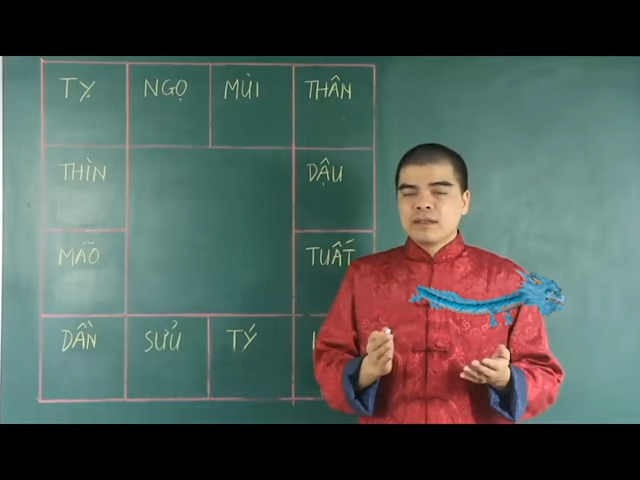 TỴ NGỌ MÙI THÂN
THÌN DẬU
MÃO TUẤT
DẦN SỬU TÝ